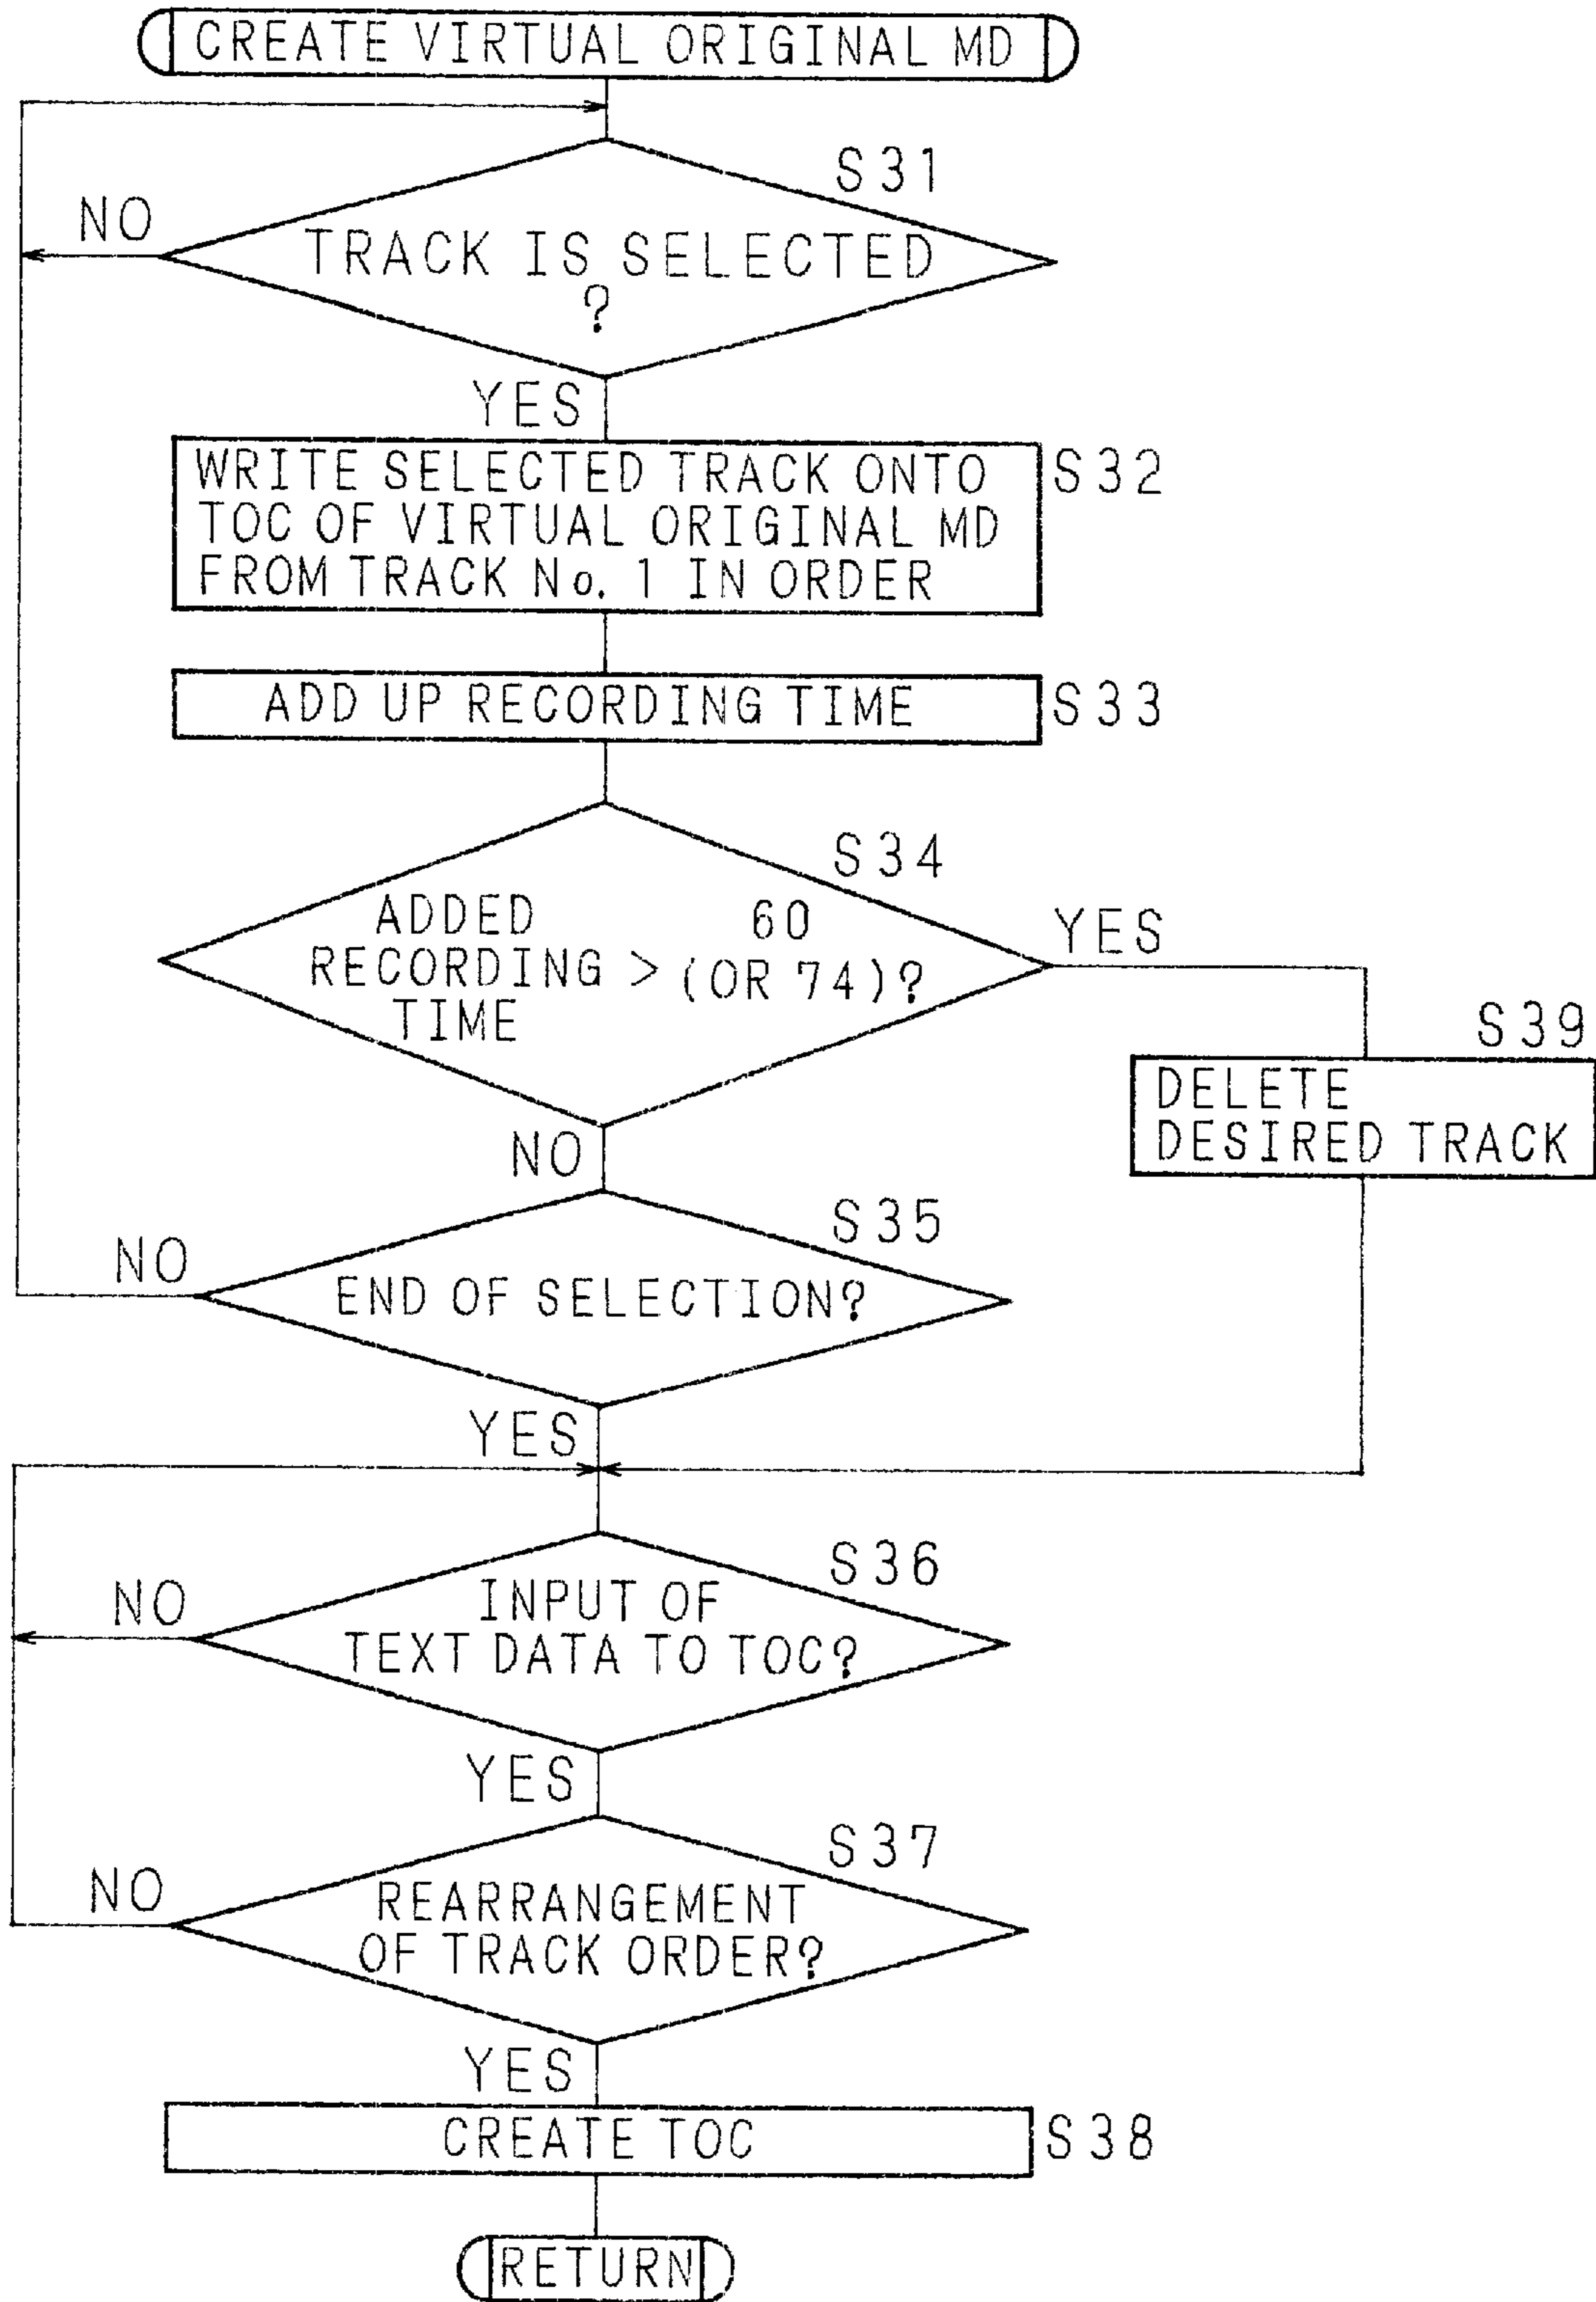 CREATE VIRTUAL ORIGINAL MD
S31
NO
TRACK IS SELECTED
?
YES
WRITE SELECTED TRACK ONTO
TOC OF VIRTUAL ORIGINAL MD
FROM TRACK No. 1 IN ORDER
S32
ADD UP RECORDING TIME
S33
S34
ADDED
RECORDING
TIME
>
60
(OR 74)?
YES
S39
DELETE
DESIRED TRACK
NO
S35
NO
END OF SELECTION?
YES
S36
NO
INPUT OF
TEXT DATA TO TOC?
YES
S37
NO
REARRANGEMENT
OF TRACK ORDER?
YES
CREATE TOC
S38
RETURN